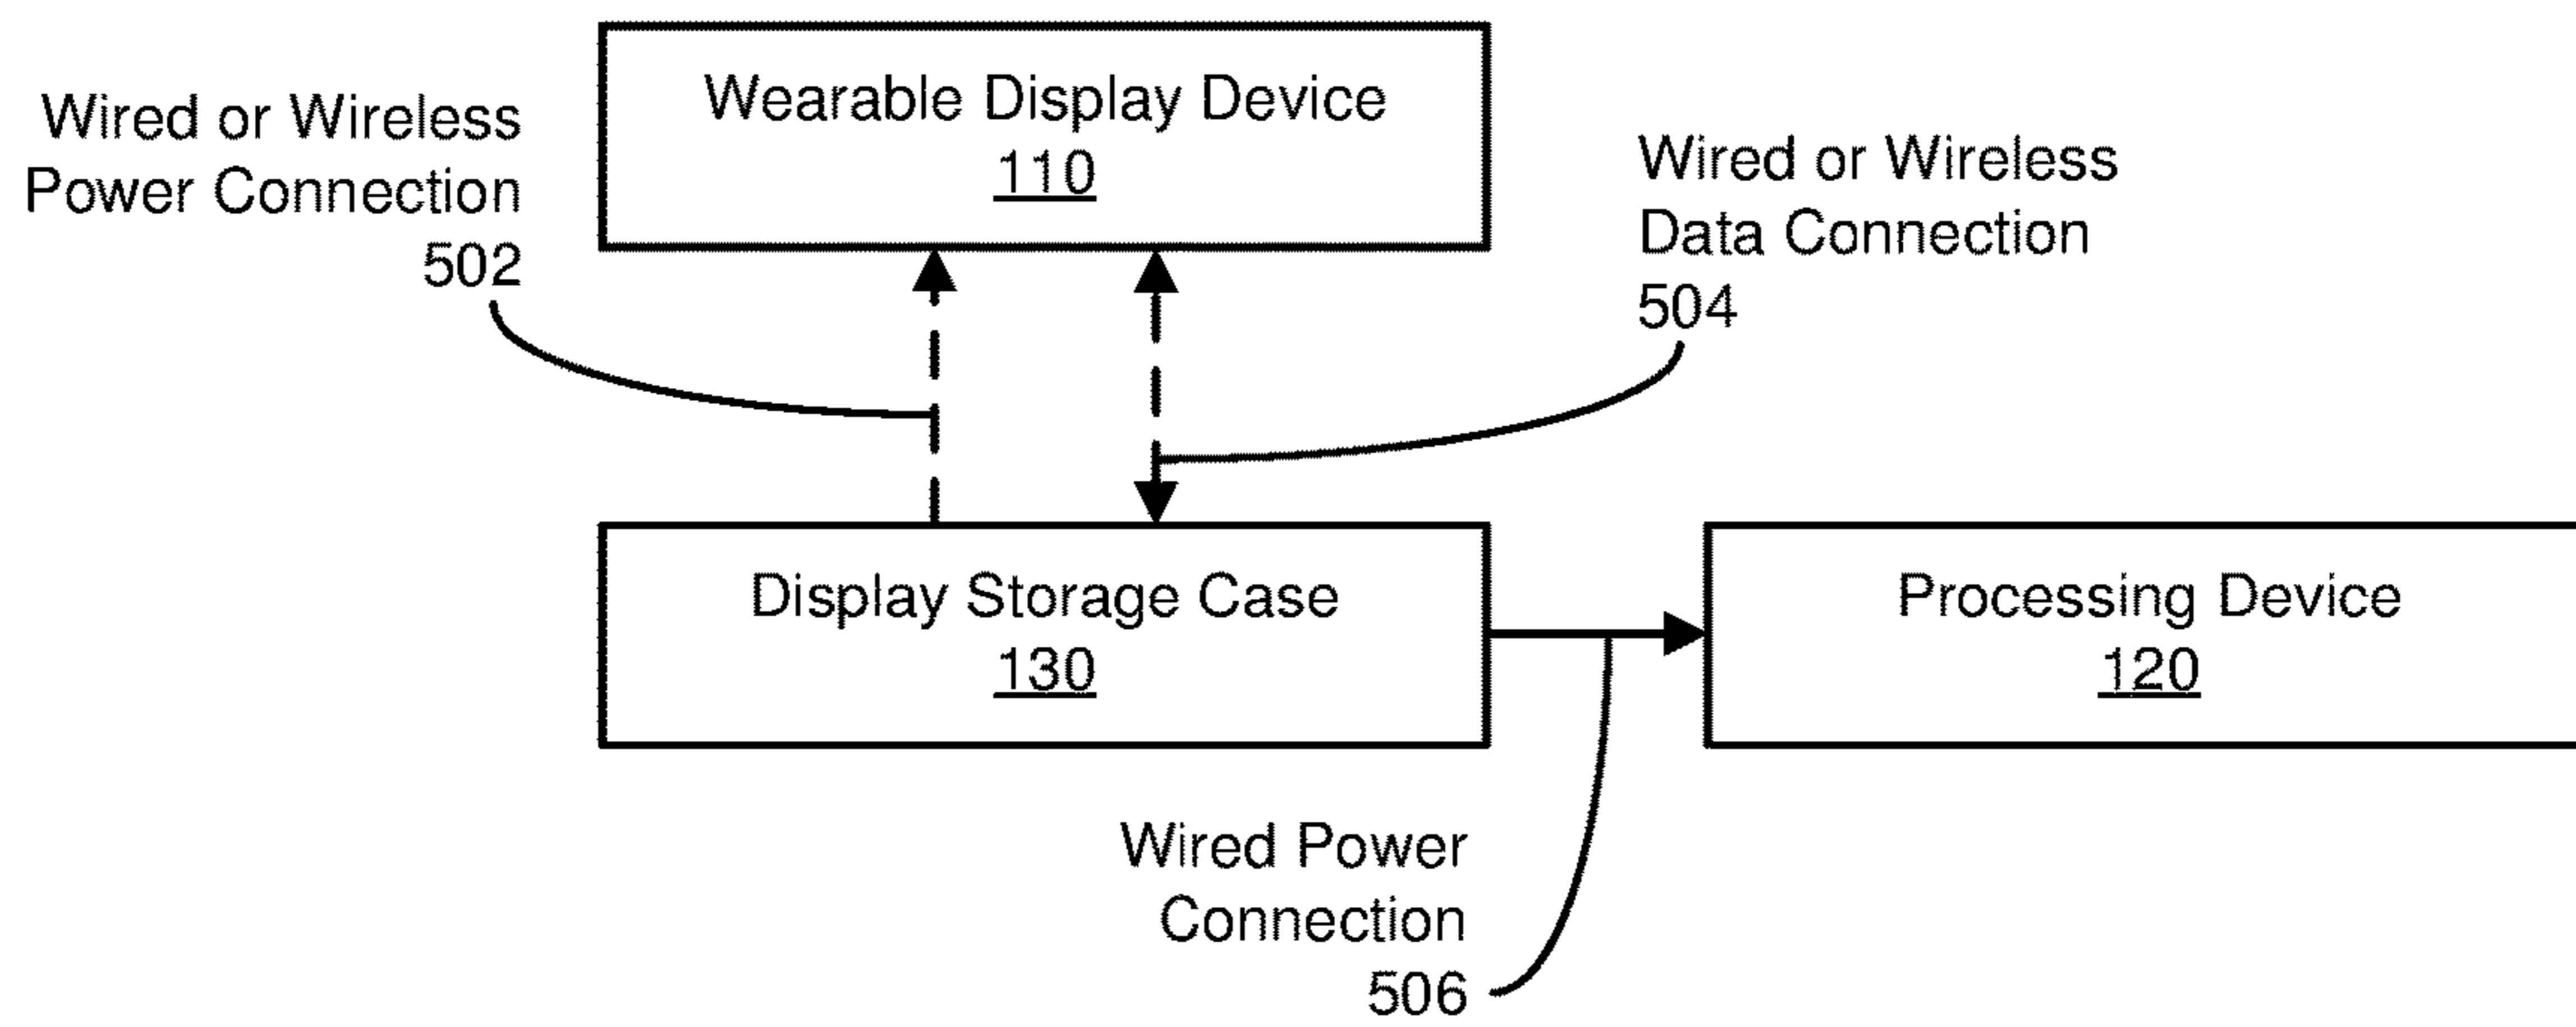 Wearable Display Device
110
Wired or Wireless
Power Connection
502
Wired or Wireless
Data Connection
504
Display Storage Case
130
Processing Device
120
Wired Power
Connection
506